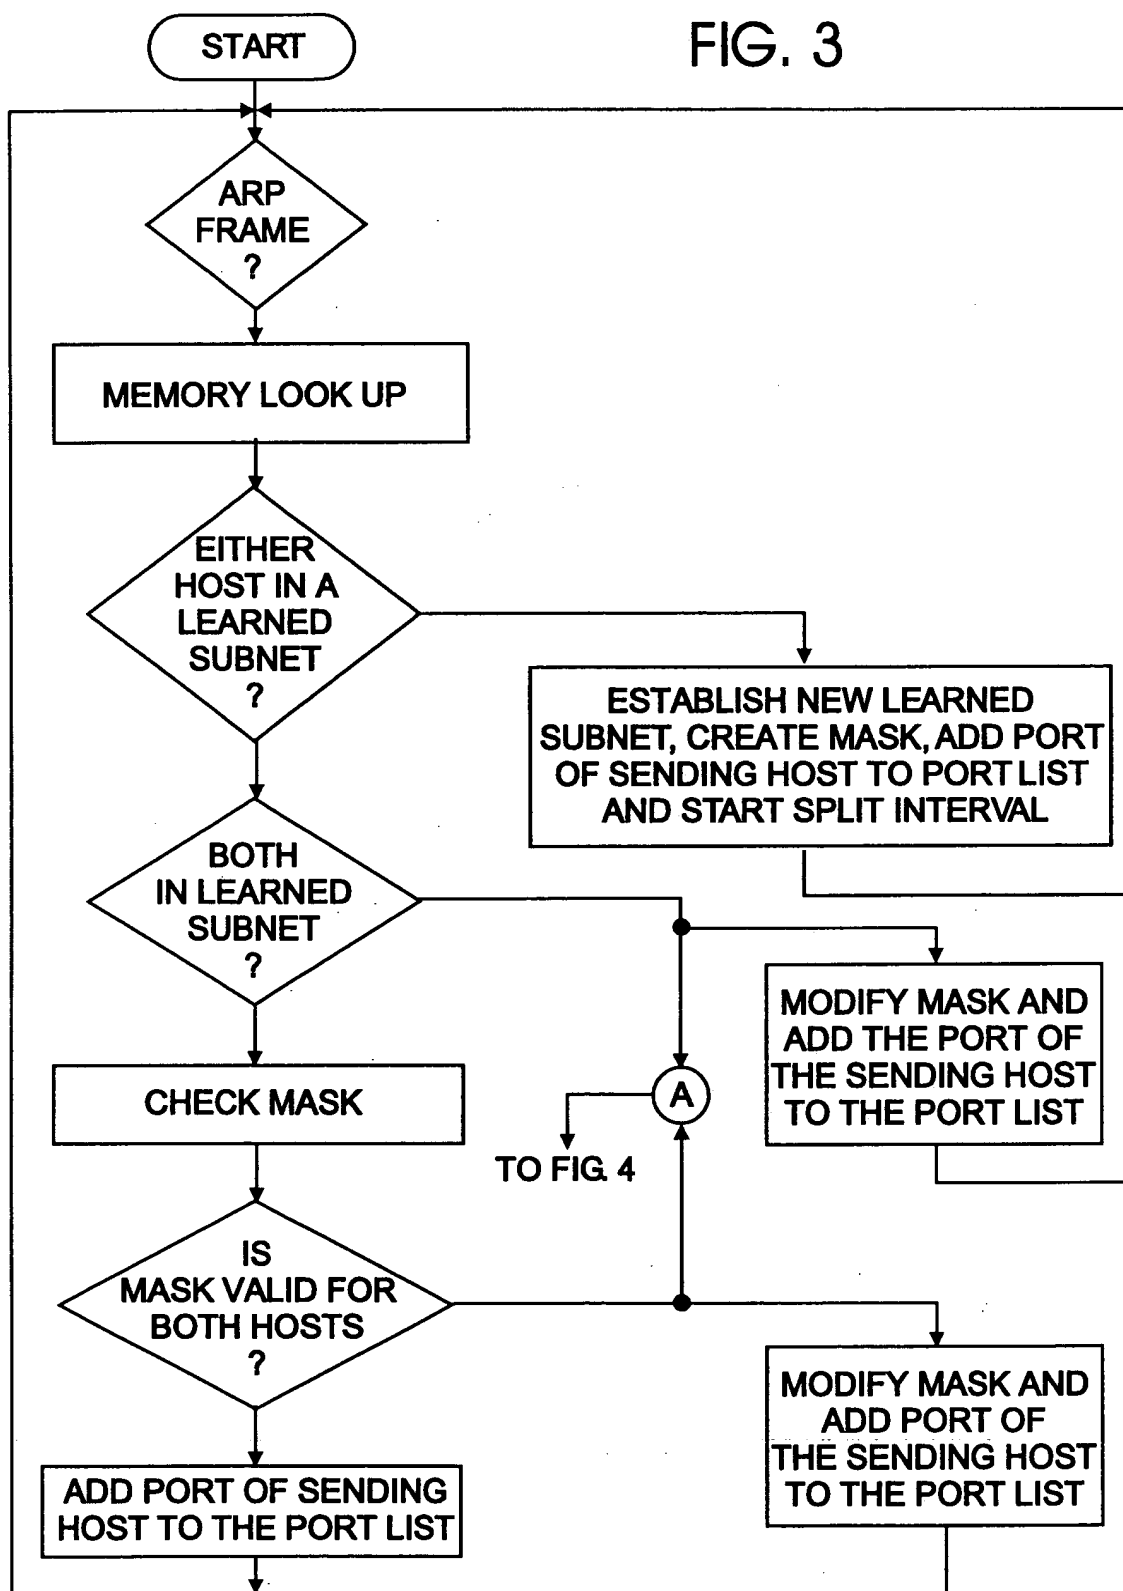 START
FIG. 3
ARP
FRAME
?
MEMORY LOOK UP
EITHER
HOST IN A
LEARNED
SUBNET
?
ESTABLISH NEW LEARNED
SUBNET, CREATE MASK, ADD PORT
OF SENDING HOST TO PORT LIST
AND START SPLIT INTERVAL
BOTH
IN LEARNED
SUBNET
?
MODIFY MASK AND
ADD THE PORT OF
THE SENDING HOST
TO THE PORT LIST
CHECK MASK
A
TO FIG. 4
IS
MASK VALID FOR
BOTH HOSTS
?
MODIFY MASK AND
ADD PORT OF
THE SENDING HOST
TO THE PORT LIST
ADD PORT OF SENDING
HOST TO THE PORT LIST